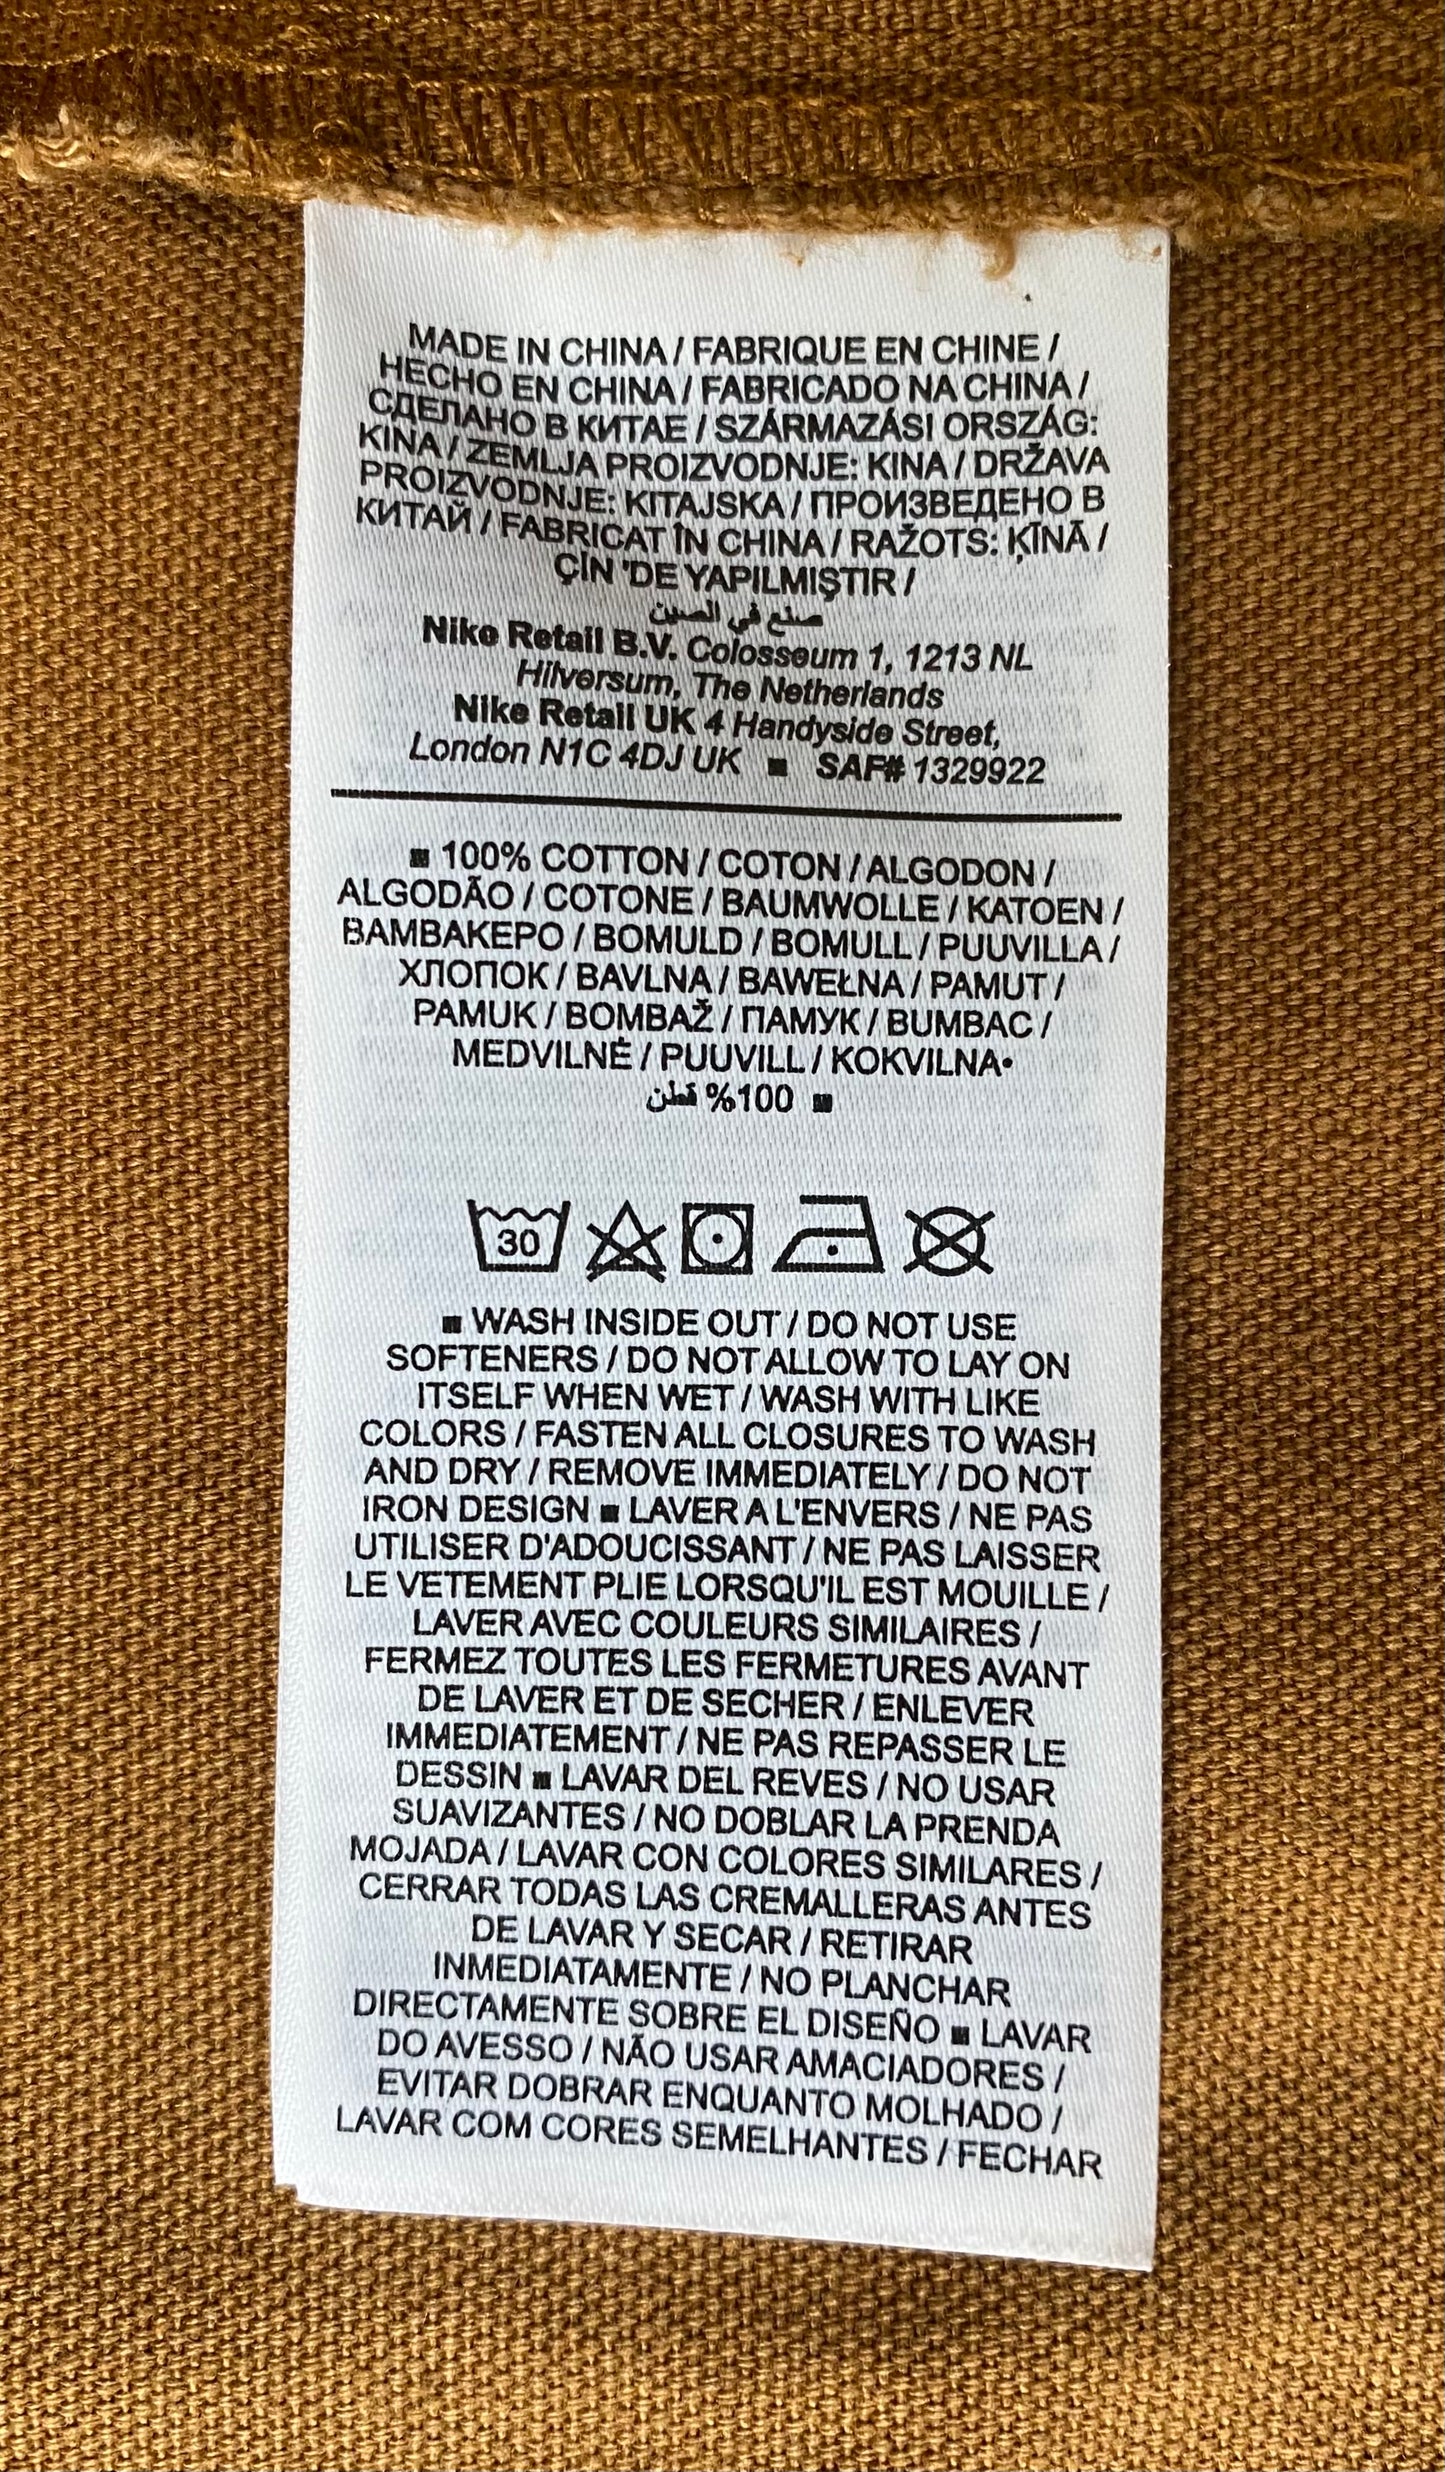 MADE IN CHINA / FABRIQUE EN CHINE /
HECHO EN CHINA / FABRICADO NA CHINA /
СДЕЛАНО В КИТАЕ / SZÁRMAZÁSI ORSZÁG:
KINA / ZEMLJA PROIZVODNJE: KINA / DRŽAVA
PROIZVODNJE: KITAJSKA / ПРОИЗВЕДЕНО В
КИТАЙ / FABRICAT ÎN CHINA / RAŽOTS: ĶĪNĀ /
ÇİN 'DE YAPILMIŞTIR /
صنع في الصين
Nike Retail B.V. Colosseum 1, 1213 NL
Hilversum, The Netherlands
Nike Retail UK 4 Handyside Street,
London N1C 4DJ UK ■ SAF# 1329922
■ 100% COTTON / COTON / ALGODON /
ALGODÃO / COTONE / BAUMWOLLE / KATOEN /
ΒΑΜΒΑΚΕΡΟ / BOMULD / BOMULL / PUUVILLA /
ХЛОПОК / BAVLNA / BAWEŁNA / PAMUT /
PAMUK / BOMBAŽ / ПАМУК / BUMBAC /
MEDVILNĖ / PUUVILL / KOKVILNA•
100% قطن ■
30
■ WASH INSIDE OUT / DO NOT USE
SOFTENERS / DO NOT ALLOW TO LAY ON
ITSELF WHEN WET / WASH WITH LIKE
COLORS / FASTEN ALL CLOSURES TO WASH
AND DRY / REMOVE IMMEDIATELY / DO NOT
IRON DESIGN ■ LAVER A L'ENVERS / NE PAS
UTILISER D'ADOUCISSANT / NE PAS LAISSER
LE VETEMENT PLIE LORSQU'IL EST MOUILLE /
LAVER AVEC COULEURS SIMILAIRES /
FERMEZ TOUTES LES FERMETURES AVANT
DE LAVER ET DE SECHER / ENLEVER
IMMEDIATEMENT / NE PAS REPASSER LE
DESSIN ■ LAVAR DEL REVES / NO USAR
SUAVIZANTES / NO DOBLAR LA PRENDA
MOJADA / LAVAR CON COLORES SIMILARES /
CERRAR TODAS LAS CREMALLERAS ANTES
DE LAVAR Y SECAR / RETIRAR
INMEDIATAMENTE / NO PLANCHAR
DIRECTAMENTE SOBRE EL DISEÑO ■ LAVAR
DO AVESSO / NÃO USAR AMACIADORES /
EVITAR DOBRAR ENQUANTO MOLHADO /
LAVAR COM CORES SEMELHANTES / FECHAR